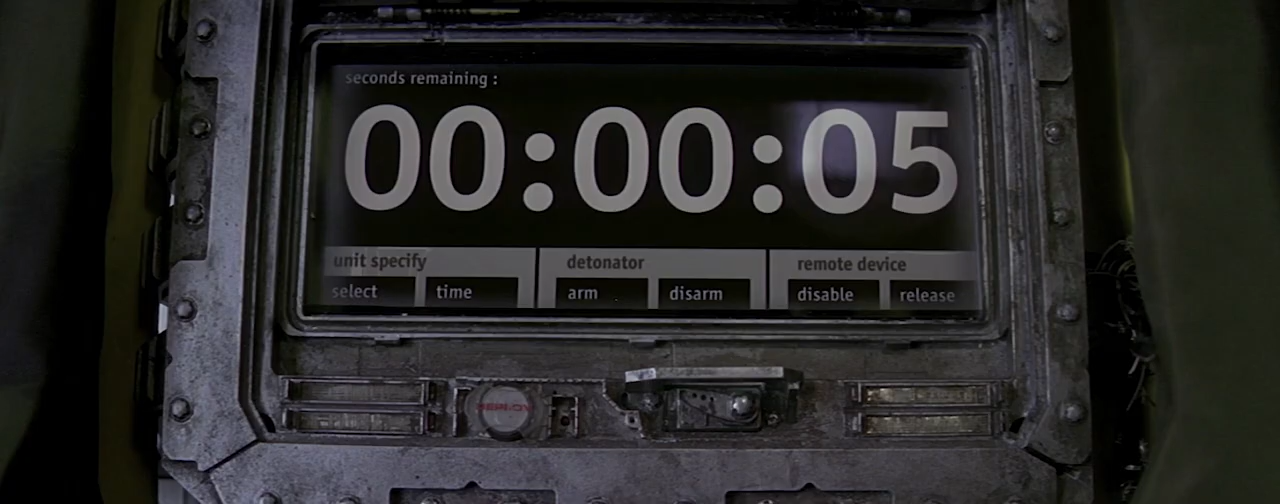 seconds remaining :
00:00:05
unit specify detonator remote device
select time arm disarm disable release